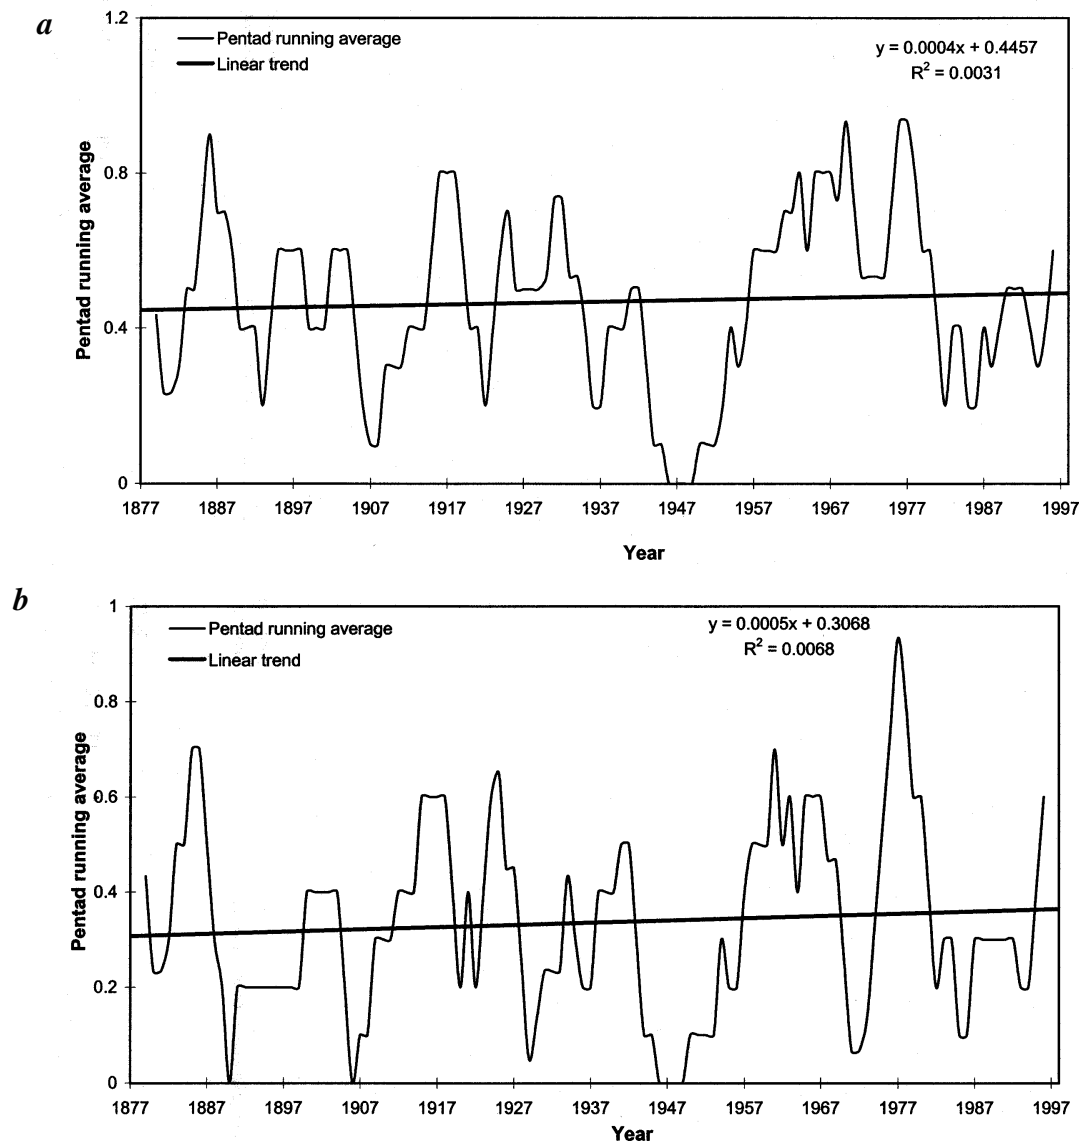 a
1.2
Pentad running average
Linear trend
y = 0.0004x + 0.4457
R² = 0.0031
Pentad running average
0.8
0.4
0
1877 1887 1897 1907 1917 1927 1937 1947 1957 1967 1977 1987 1997
Year
b
1
Pentad running average
Linear trend
y = 0.0005x + 0.3068
R² = 0.0068
Pentad running average
0.8
0.6
0.4
0.2
0
1877 1887 1897 1907 1917 1927 1937 1947 1957 1967 1977 1987 1997
Year